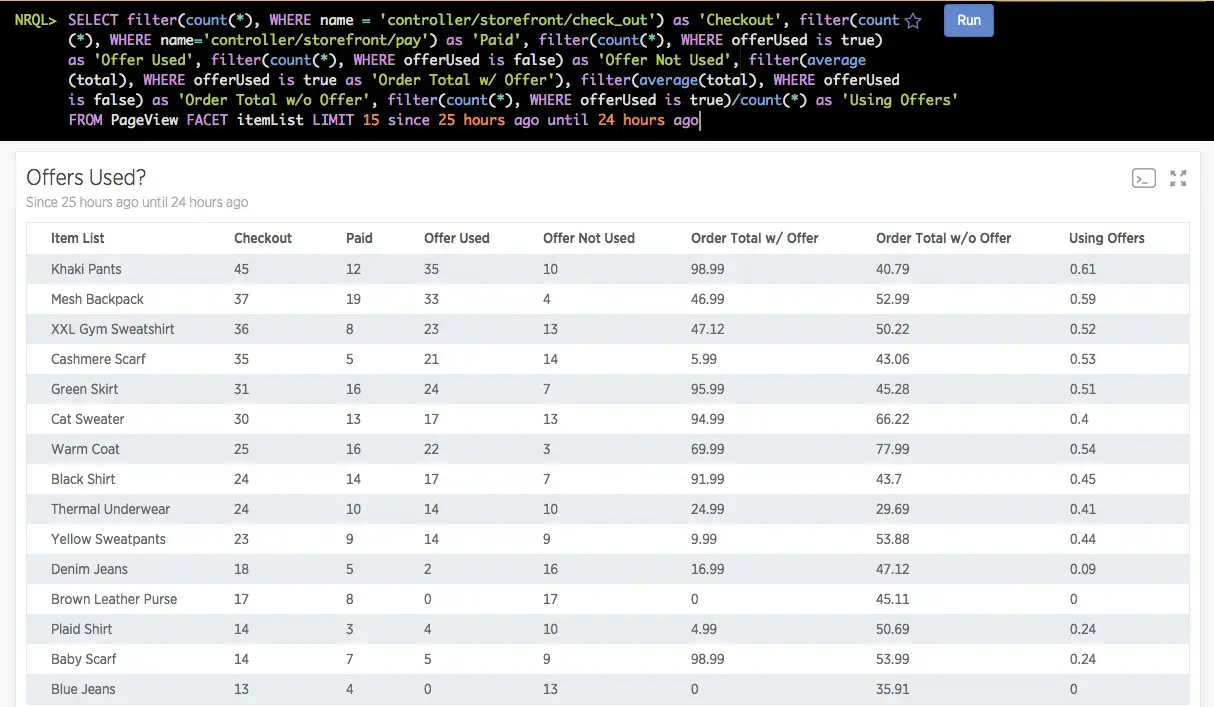 NRQL> SELECT filter(count(*), WHERE name = 'controller/storefront/check_out') as 'Checkout', filter(count
(*), WHERE name='controller/storefront/pay') as 'Paid', filter(count(*), WHERE offerUsed is true)
as 'Offer Used', filter(count(*), WHERE offerUsed is false) as 'Offer Not Used', filter(average
(total), WHERE offerUsed is true as 'Order Total w/ Offer'), filter(average(total), WHERE offerUsed
is false) as 'Order Total w/o Offer', filter(count(*), WHERE offerUsed is true)/count(*) as 'Using Offers'
FROM PageView FACET itemList LIMIT 15 since 25 hours ago until 24 hours ago
Run
Offers Used?
Since 25 hours ago until 24 hours ago
Item List Checkout Paid Offer Used Offer Not Used Order Total w/ Offer Order Total w/o Offer Using Offers
Khaki Pants 45 12 35 10 98.99 40.79 0.61
Mesh Backpack 37 19 33 4 46.99 52.99 0.59
XXL Gym Sweatshirt 36 8 23 13 47.12 50.22 0.52
Cashmere Scarf 35 5 21 14 5.99 43.06 0.53
Green Skirt 31 16 24 7 95.99 45.28 0.51
Cat Sweater 30 13 17 13 94.99 66.22 0.4
Warm Coat 25 16 22 3 69.99 77.99 0.54
Black Shirt 24 14 17 7 91.99 43.7 0.45
Thermal Underwear 24 10 14 10 24.99 29.69 0.41
Yellow Sweatpants 23 9 14 9 9.99 53.88 0.44
Denim Jeans 18 5 2 16 16.99 47.12 0.09
Brown Leather Purse 17 8 0 17 0 45.11 0
Plaid Shirt 14 3 4 10 4.99 50.69 0.24
Baby Scarf 14 7 5 9 98.99 53.99 0.24
Blue Jeans 13 4 0 13 0 35.91 0